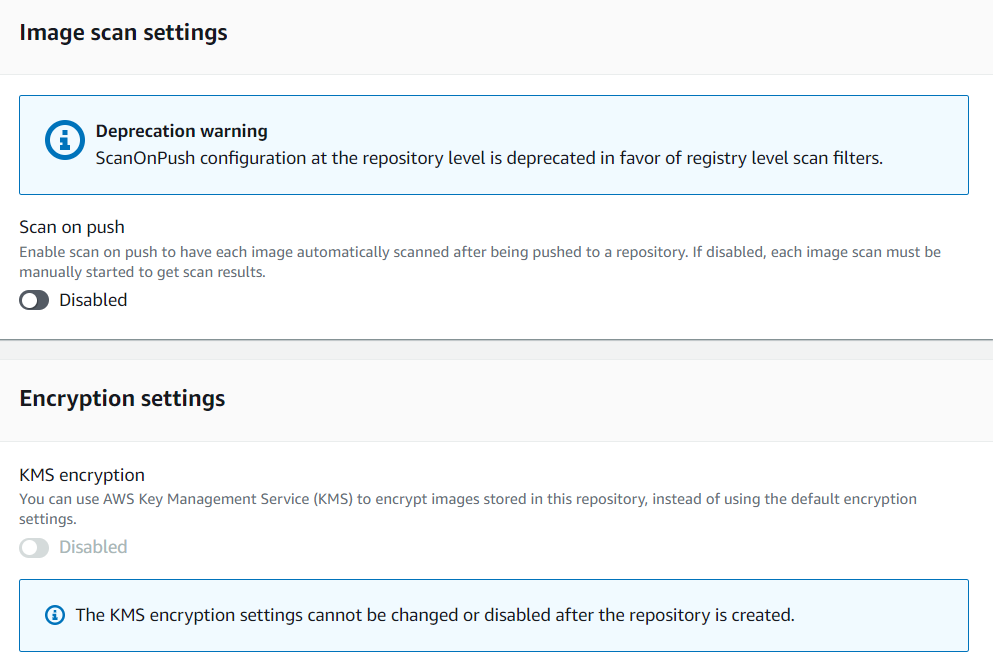 Image scan settings
Deprecation warning
ScanOnPush configuration at the repository level is deprecated in favor of registry level scan filters.
Scan on push
Enable scan on push to have each image automatically scanned after being pushed to a repository. If disabled, each image scan must be
manually started to get scan results.
Disabled
Encryption settings
KMS encryption
You can use AWS Key Management Service (KMS) to encrypt images stored in this repository, instead of using the default encryption
settings.
Disabled
The KMS encryption settings cannot be changed or disabled after the repository is created.